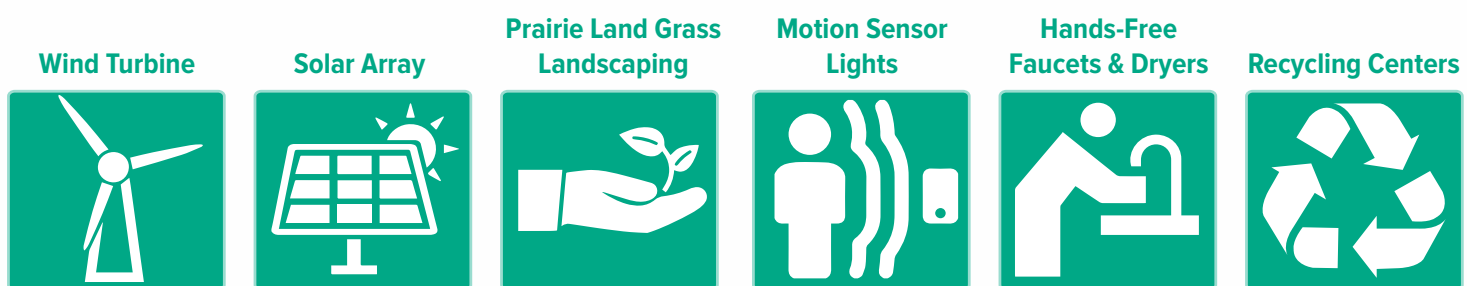 Wind Turbine
Solar Array
Prairie Land Grass
Landscaping
Motion Sensor
Lights
Hands-Free
Faucets & Dryers
Recycling Centers